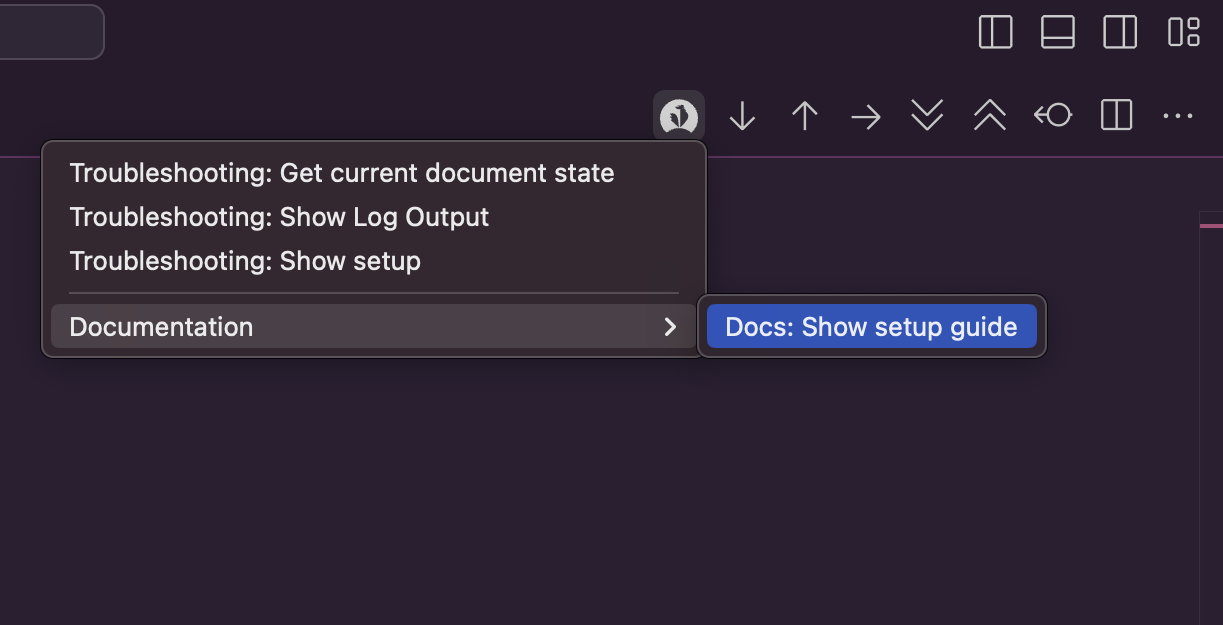 Troubleshooting: Get current document state
Troubleshooting: Show Log Output
Troubleshooting: Show setup
Documentation
Docs: Show setup guide